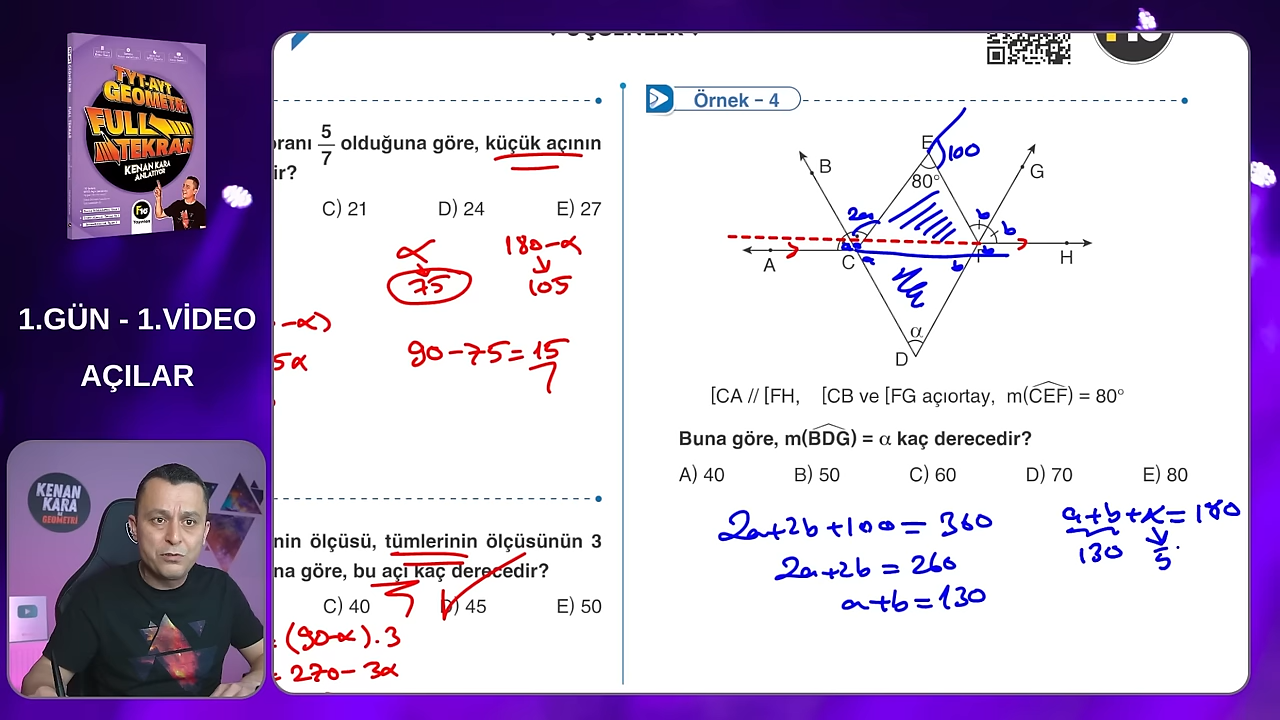 TYT-AYT
GEOMETRİ
FULL
TEKRAR
KENAN KARA
ANLATIYOR
1.GÜN - 1.VİDEO
AÇILAR
KENAN
KARA
GEOMETRİ
oranı 5/7 olduğuna göre, küçük açının
ir?
C) 21 D) 24 E) 27
α 180-α
75 105
-α)
5α
90-75=15
nin ölçüsü, tümlerinin ölçüsünün 3
na göre, bu açı kaç derecedir?
C) 40 D) 45 E) 50
= (90-α).3
= 270-3α
Örnek – 4
E
100
B
G
80°
2a
b
b
A
C
a
b
b
H
α
D
[CA // [FH, [CB ve [FG açıortay, m(CEF) = 80°
Buna göre, m(BDG) = α kaç derecedir?
A) 40 B) 50 C) 60 D) 70 E) 80
2a+2b+100=360
2a+2b=260
a+b=130
a+b+α=180
130 5